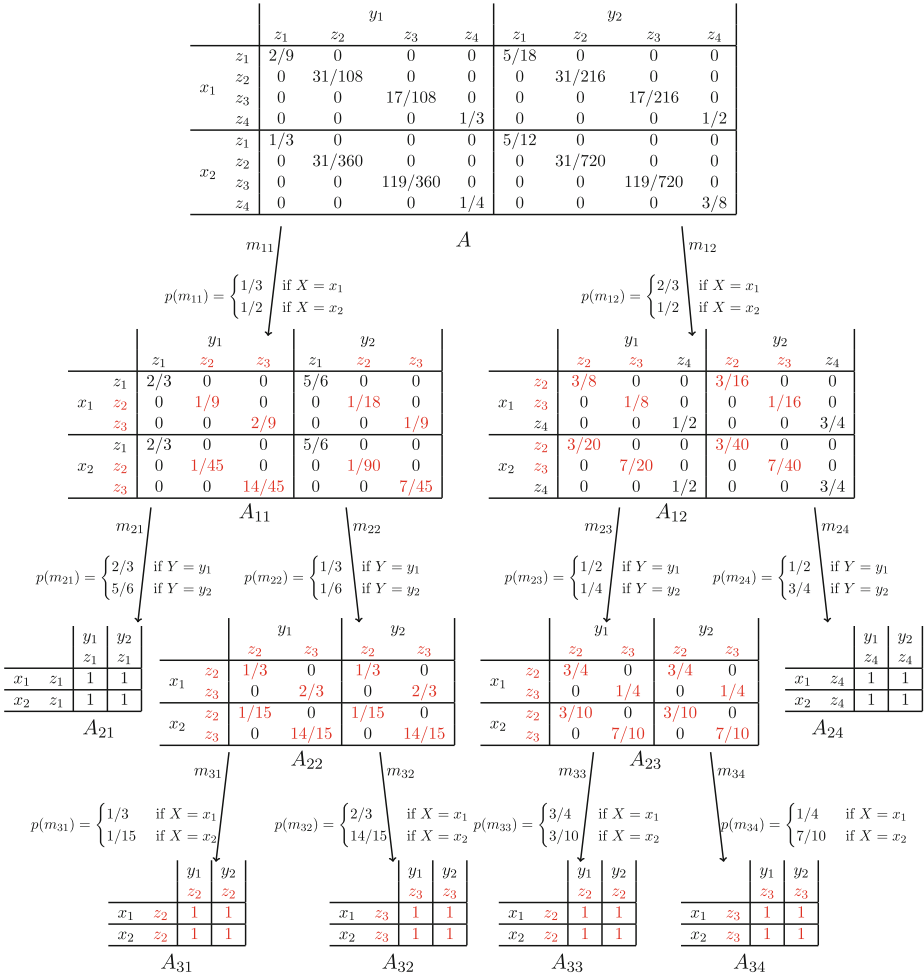 y₁ y₂
z₁ z₂ z₃ z₄ z₁ z₂ z₃ z₄
z₁ 2/9 0 0 0 5/18 0 0 0
x₁ z₂ 0 31/108 0 0 0 31/216 0 0
z₃ 0 0 17/108 0 0 0 17/216 0
z₄ 0 0 0 1/3 0 0 0 1/2
z₁ 1/3 0 0 0 5/12 0 0 0
x₂ z₂ 0 31/360 0 0 0 31/720 0 0
z₃ 0 0 119/360 0 0 0 119/720 0
z₄ 0 0 0 1/4 0 0 0 3/8
A
m₁₁ m₁₂
p(m₁₁) = { 1/3 if X = x₁
1/2 if X = x₂
p(m₁₂) = { 2/3 if X = x₁
1/2 if X = x₂
y₁ y₂
z₁ z₂ z₃ z₁ z₂ z₃
z₁ 2/3 0 0 5/6 0 0
x₁ z₂ 0 1/9 0 0 1/18 0
z₃ 0 0 2/9 0 0 1/9
z₁ 2/3 0 0 5/6 0 0
x₂ z₂ 0 1/45 0 0 1/90 0
z₃ 0 0 14/45 0 0 7/45
A₁₁
y₁ y₂
z₂ z₃ z₄ z₂ z₃ z₄
z₂ 3/8 0 0 3/16 0 0
x₁ z₃ 0 1/8 0 0 1/16 0
z₄ 0 0 1/2 0 0 3/4
z₂ 3/20 0 0 3/40 0 0
x₂ z₃ 0 7/20 0 0 7/40 0
z₄ 0 0 1/2 0 0 3/4
A₁₂
m₂₁ m₂₂ m₂₃ m₂₄
p(m₂₁) = { 2/3 if Y = y₁
5/6 if Y = y₂
p(m₂₂) = { 1/3 if Y = y₁
1/6 if Y = y₂
p(m₂₃) = { 1/2 if Y = y₁
1/4 if Y = y₂
p(m₂₄) = { 1/2 if Y = y₁
3/4 if Y = y₂
y₁ y₂
z₁ z₁
x₁ z₁ 1 1
x₂ z₁ 1 1
A₂₁
y₁ y₂
z₂ z₃ z₂ z₃
x₁ z₂ 1/3 0 1/3 0
z₃ 0 2/3 0 2/3
x₂ z₂ 1/15 0 1/15 0
z₃ 0 14/15 0 14/15
A₂₂
y₁ y₂
z₂ z₃ z₂ z₃
x₁ z₂ 3/4 0 3/4 0
z₃ 0 1/4 0 1/4
x₂ z₂ 3/10 0 3/10 0
z₃ 0 7/10 0 7/10
A₂₃
y₁ y₂
z₄ z₄
x₁ z₄ 1 1
x₂ z₄ 1 1
A₂₄
m₃₁ m₃₂ m₃₃ m₃₄
p(m₃₁) = { 1/3 if X = x₁
1/15 if X = x₂
p(m₃₂) = { 2/3 if X = x₁
14/15 if X = x₂
p(m₃₃) = { 3/4 if X = x₁
3/10 if X = x₂
p(m₃₄) = { 1/4 if X = x₁
7/10 if X = x₂
y₁ y₂
z₂ z₂
x₁ z₂ 1 1
x₂ z₂ 1 1
A₃₁
y₁ y₂
z₃ z₃
x₁ z₃ 1 1
x₂ z₃ 1 1
A₃₂
y₁ y₂
z₂ z₂
x₁ z₂ 1 1
x₂ z₂ 1 1
A₃₃
y₁ y₂
z₃ z₃
x₁ z₃ 1 1
x₂ z₃ 1 1
A₃₄